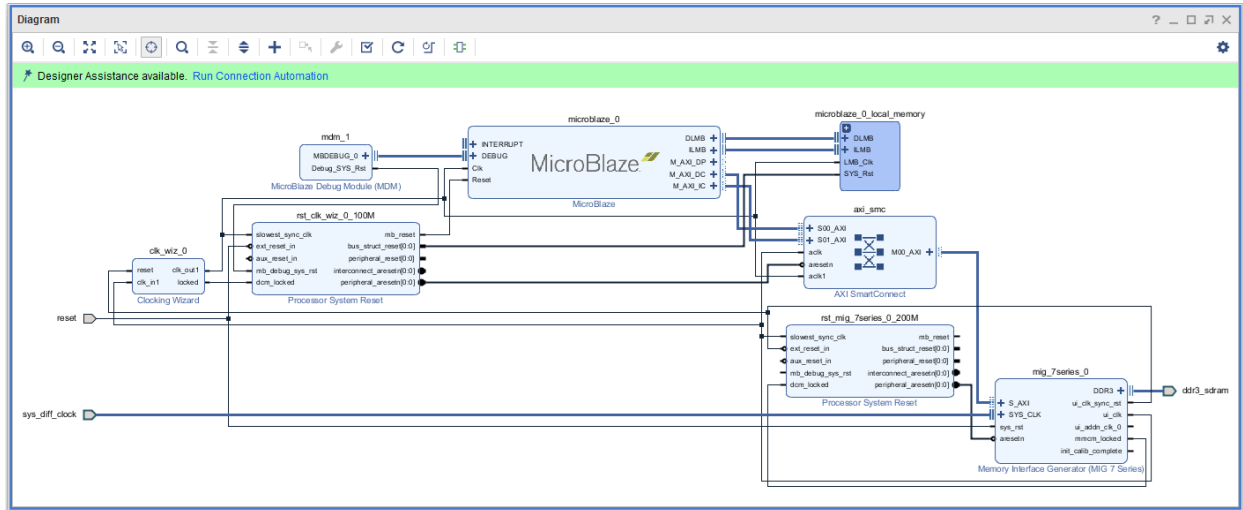 Diagram
Designer Assistance available. Run Connection Automation
mdm_1
MBDEBUG_0
Debug_SYS_Rst
MicroBlaze Debug Module (MDM)
microblaze_0
INTERRUPT
DEBUG
Clk
Reset
MicroBlaze
DLMB
ILMB
M_AXI_DP
M_AXI_DC
M_AXI_IC
MicroBlaze
microblaze_0_local_memory
DLMB
ILMB
LMB_Clk
SYS_Rst
rst_clk_wiz_0_100M
slowest_sync_clk
ext_reset_in
aux_reset_in
mb_debug_sys_rst
dcm_locked
mb_reset
bus_struct_reset[0:0]
peripheral_reset[0:0]
interconnect_aresetn[0:0]
peripheral_aresetn[0:0]
Processor System Reset
clk_wiz_0
reset
clk_in1
clk_out1
locked
Clocking Wizard
axi_smc
S00_AXI
S01_AXI
aclk
aresetn
aclk1
M00_AXI
AXI SmartConnect
reset
rst_mig_7series_0_200M
slowest_sync_clk
ext_reset_in
aux_reset_in
mb_debug_sys_rst
dcm_locked
mb_reset
bus_struct_reset[0:0]
peripheral_reset[0:0]
interconnect_aresetn[0:0]
peripheral_aresetn[0:0]
Processor System Reset
mig_7series_0
S_AXI
SYS_CLK
sys_rst
aresetn
DDR3
ui_clk_sync_rst
ui_clk
ui_addn_clk_0
mmcm_locked
init_calib_complete
Memory Interface Generator (MIG 7 Series)
sys_diff_clock
ddr3_sdram